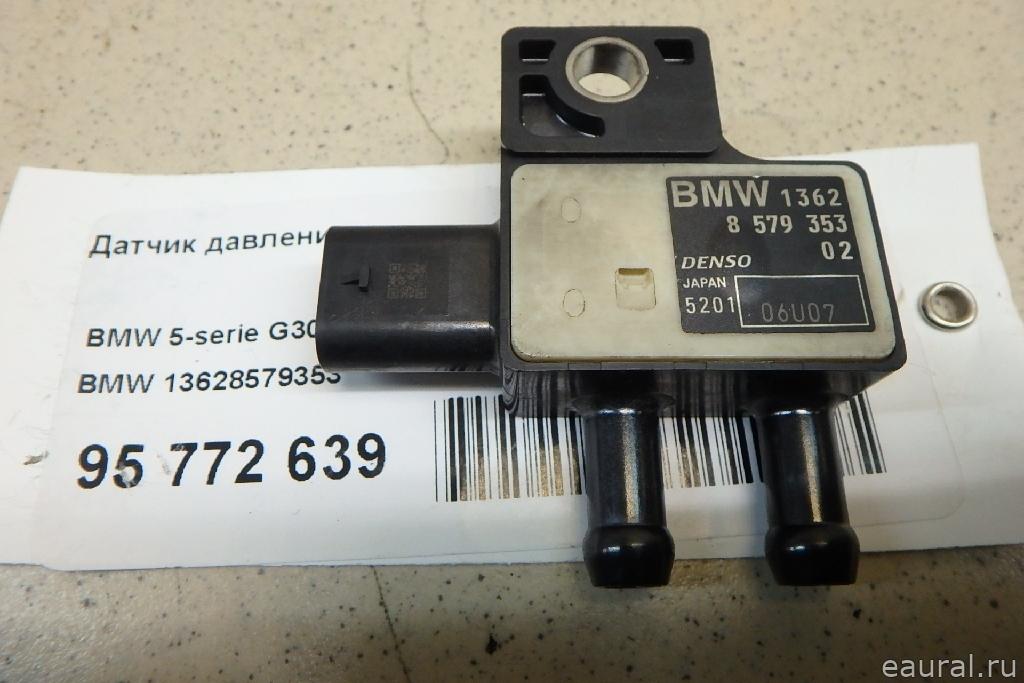 BMW 1362
8 579 353
02
DENSO
JAPAN
5201 06U07
Датчик давлени
BMW 5-serie G30
BMW 13628579353
95 772 639
eaural.ru